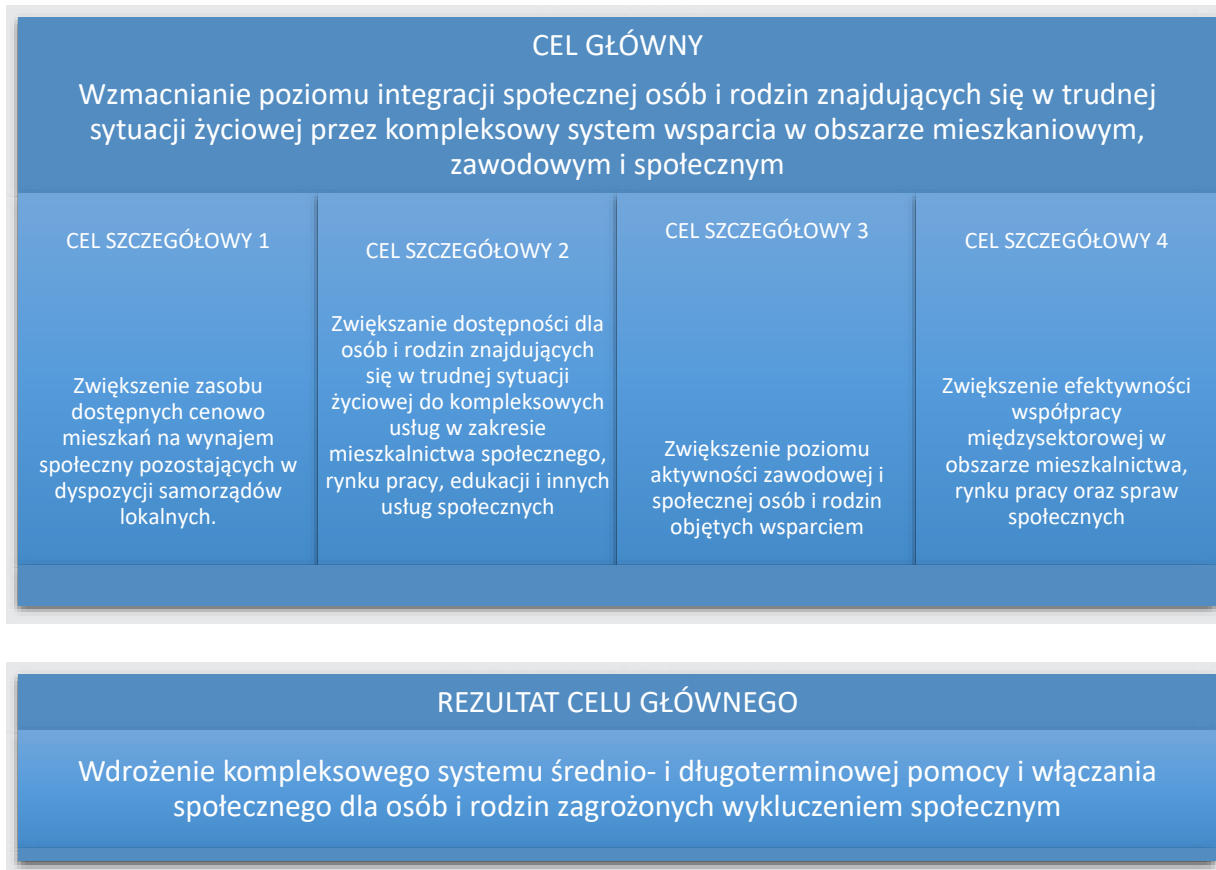 CEL GŁÓWNY
Wzmacnianie poziomu integracji społecznej osób i rodzin znajdujących się w trudnej
sytuacji życiowej przez kompleksowy system wsparcia w obszarze mieszkaniowym,
zawodowym i społecznym
CEL SZCZEGÓŁOWY 1
Zwiększenie zasobu
dostępnych cenowo
mieszkań na wynajem
społeczny pozostających w
dyspozycji samorządów
lokalnych.
CEL SZCZEGÓŁOWY 2
Zwiększanie dostępności dla
osób i rodzin znajdujących
się w trudnej sytuacji
życiowej do kompleksowych
usług w zakresie
mieszkalnictwa społecznego,
rynku pracy, edukacji i innych
usług społecznych
CEL SZCZEGÓŁOWY 3
Zwiększenie poziomu
aktywności zawodowej i
społecznej osób i rodzin
objętych wsparciem
CEL SZCZEGÓŁOWY 4
Zwiększenie efektywności
współpracy
międzysektorowej w
obszarze mieszkalnictwa,
rynku pracy oraz spraw
społecznych
REZULTAT CELU GŁÓWNEGO
Wdrożenie kompleksowego systemu średnio- i długoterminowej pomocy i włączania
społecznego dla osób i rodzin zagrożonych wykluczeniem społecznym